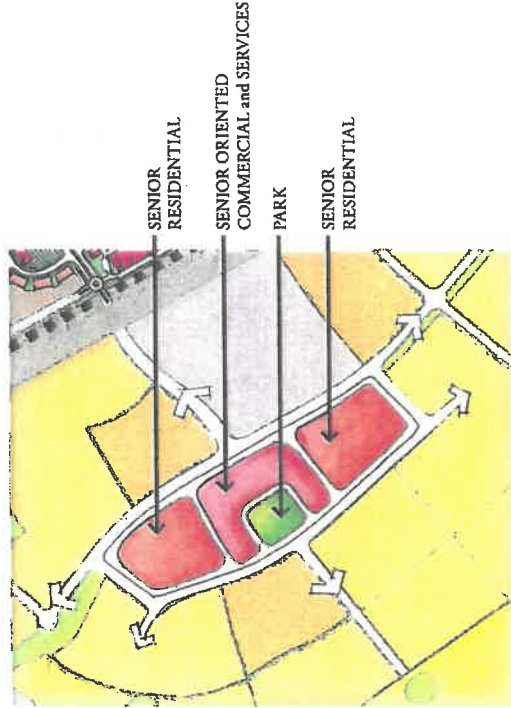 SENIOR
RESIDENTIAL
SENIOR ORIENTED
COMMERCIAL and SERVICES
PARK
SENIOR
RESIDENTIAL